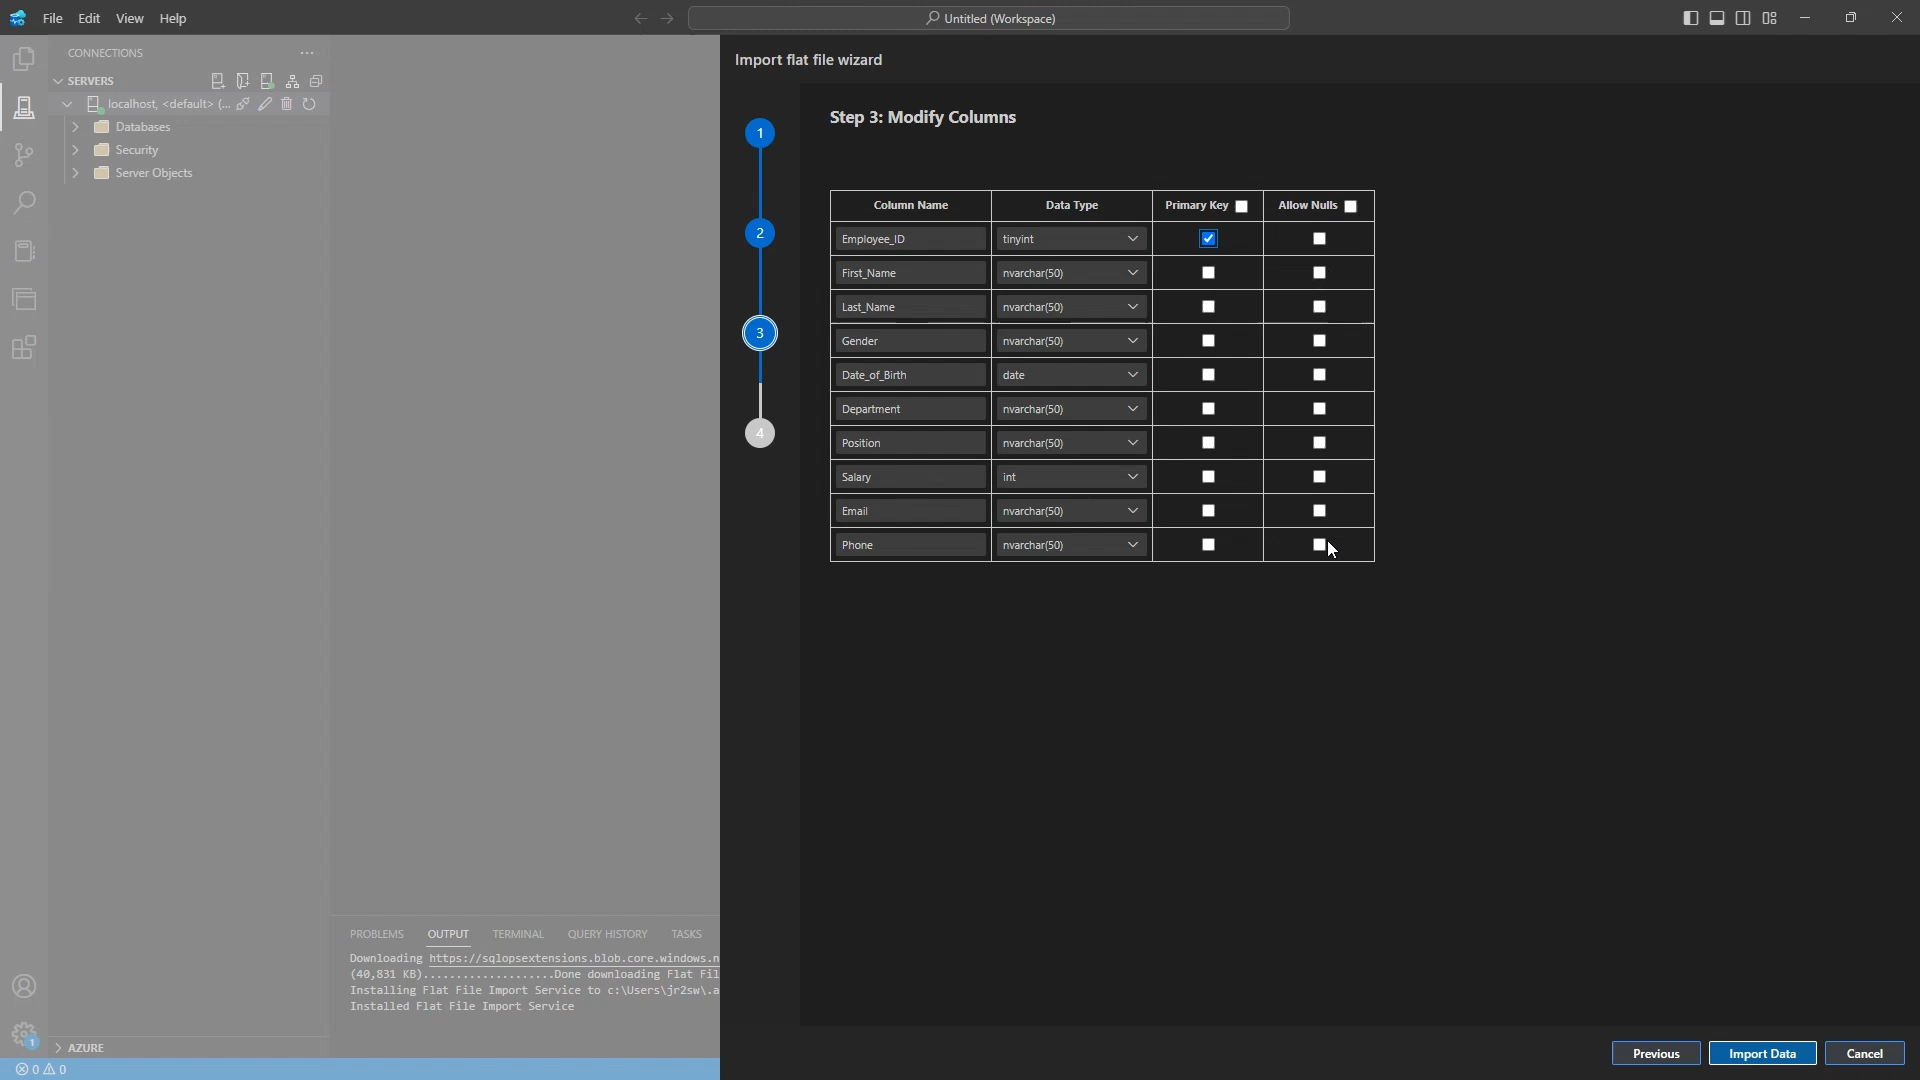 File Edit View Help
Untitled (Workspace)
CONNECTIONS
SERVERS
localhost, <default> (...
Databases
Security
Server Objects
AZURE
1
0 0
PROBLEMS OUTPUT TERMINAL QUERY HISTORY TASKS
Downloading https://sqlopsextensions.blob.core.windows.n
(40,831 KB)....................Done downloading Flat Fil
Installing Flat File Import Service to c:\Users\jr2sw\.a
Installed Flat File Import Service
Import flat file wizard
1
2
3
4
Step 3: Modify Columns
Column Name Data Type Primary Key Allow Nulls
Employee_ID tinyint
First_Name nvarchar(50)
Last_Name nvarchar(50)
Gender nvarchar(50)
Date_of_Birth date
Department nvarchar(50)
Position nvarchar(50)
Salary int
Email nvarchar(50)
Phone nvarchar(50)
Previous Import Data Cancel